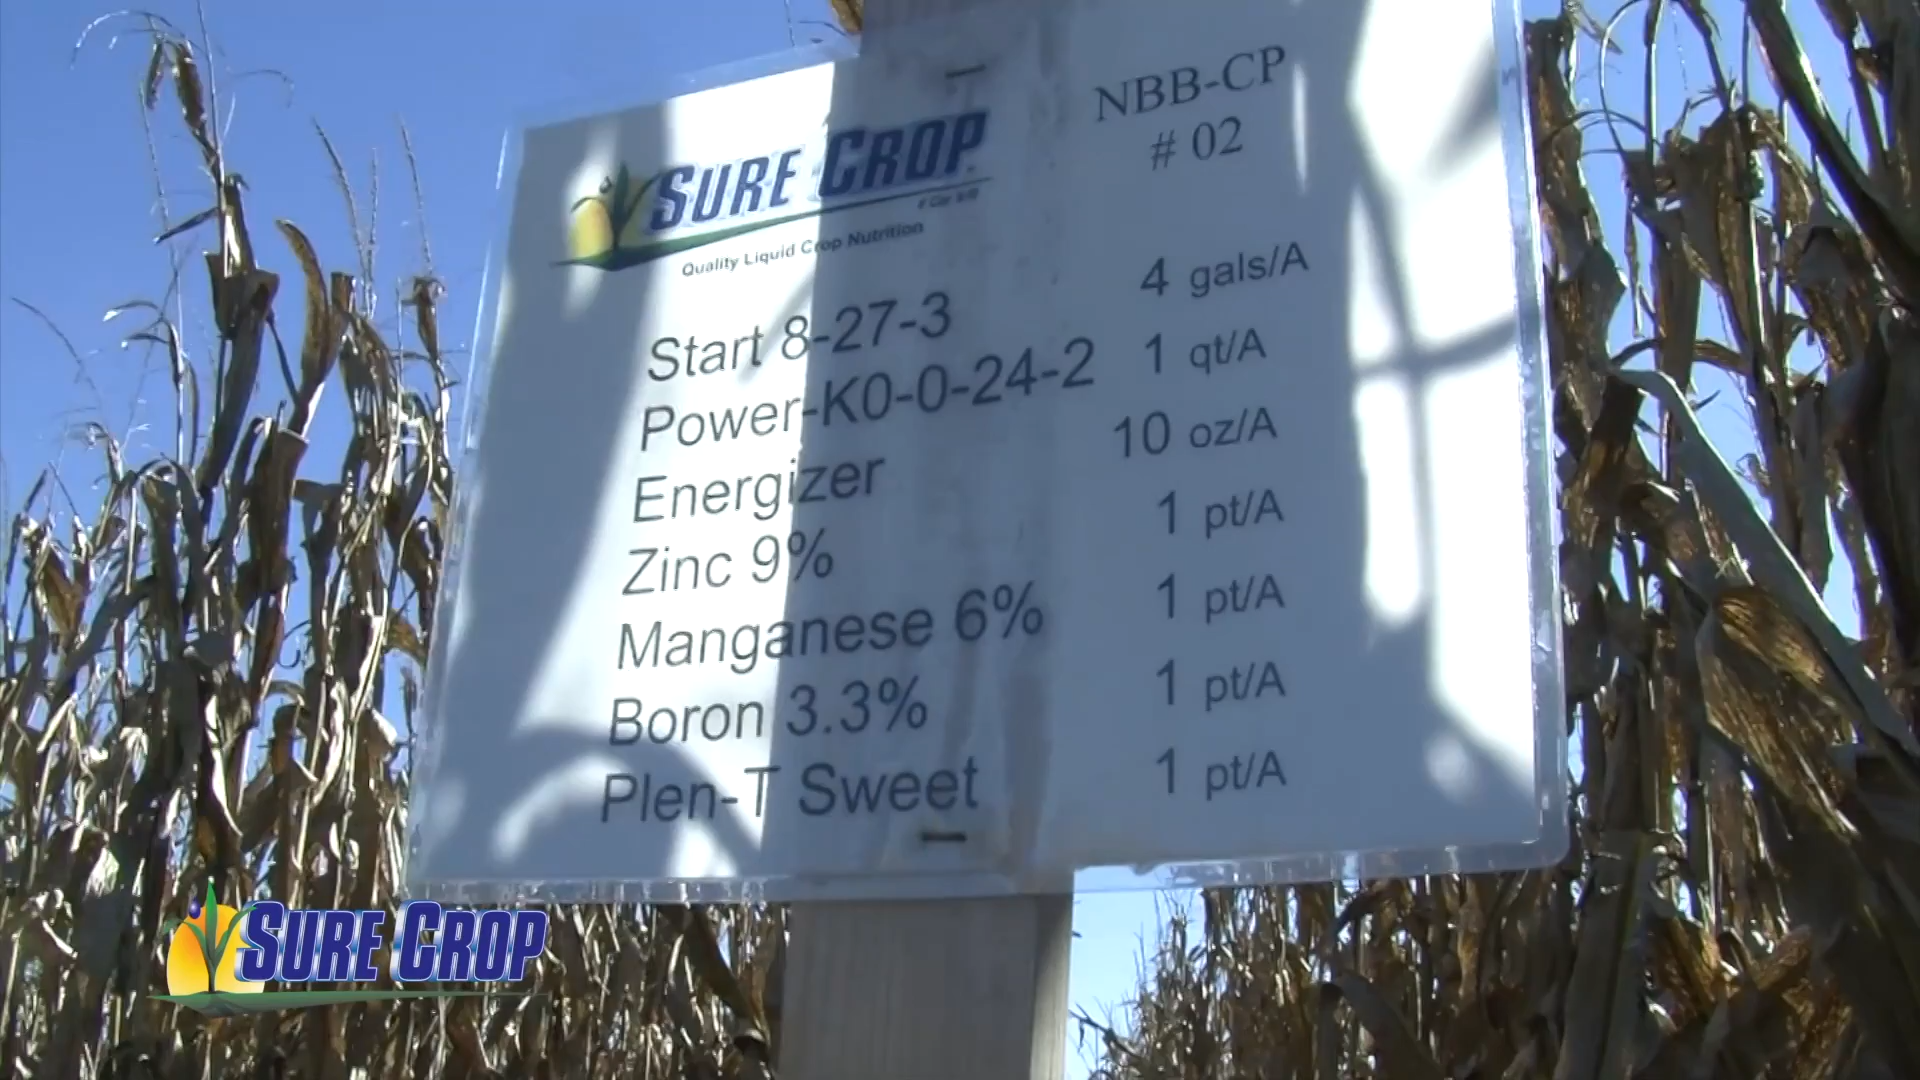 SURE CROP
Quality Liquid Crop Nutrition
NBB-CP
# 02
Start 8-27-3 4 gals/A
Power-K0-0-24-2 1 qt/A
Energizer 10 oz/A
Zinc 9% 1 pt/A
Manganese 6% 1 pt/A
Boron 3.3% 1 pt/A
Plen-T Sweet 1 pt/A
SURE CROP